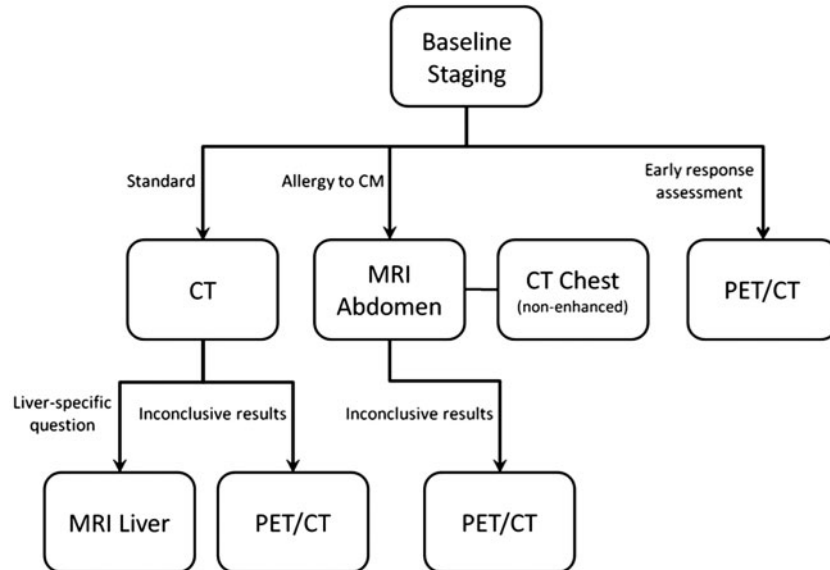 Baseline
Staging
Standard
Allergy to CM
Early response
assessment
CT
MRI
Abdomen
CT Chest
(non-enhanced)
PET/CT
Liver-specific
question
Inconclusive results
Inconclusive results
MRI Liver
PET/CT
PET/CT